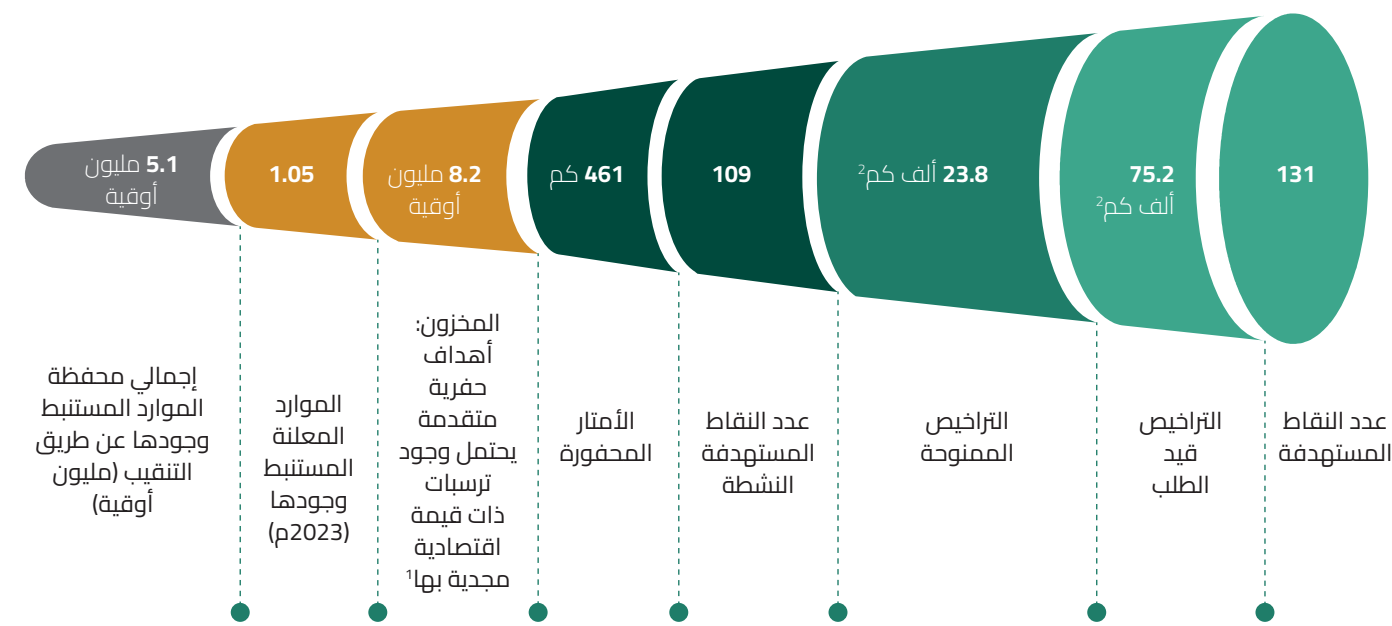 131
75.2
ألف كم²
23.8 ألف كم²
109
461 كم
8.2 مليون
أوقية
1.05
5.1 مليون
أوقية
عدد النقاط
المستهدفة
التراخيص
قيد
الطلب
التراخيص
الممنوحة
عدد النقاط
المستهدفة
النشطة
الأمتار
المحفورة
المخزون:
أهداف
حفرية
متقدمة
يحتمل وجود
ترسبات
ذات قيمة
اقتصادية
مجدية بها¹
الموارد
المعلنة
المستنبط
وجودها
(2023م)
إجمالي محفظة
الموارد المستنبط
وجودها عن طريق
التنقيب (مليون
أوقية)